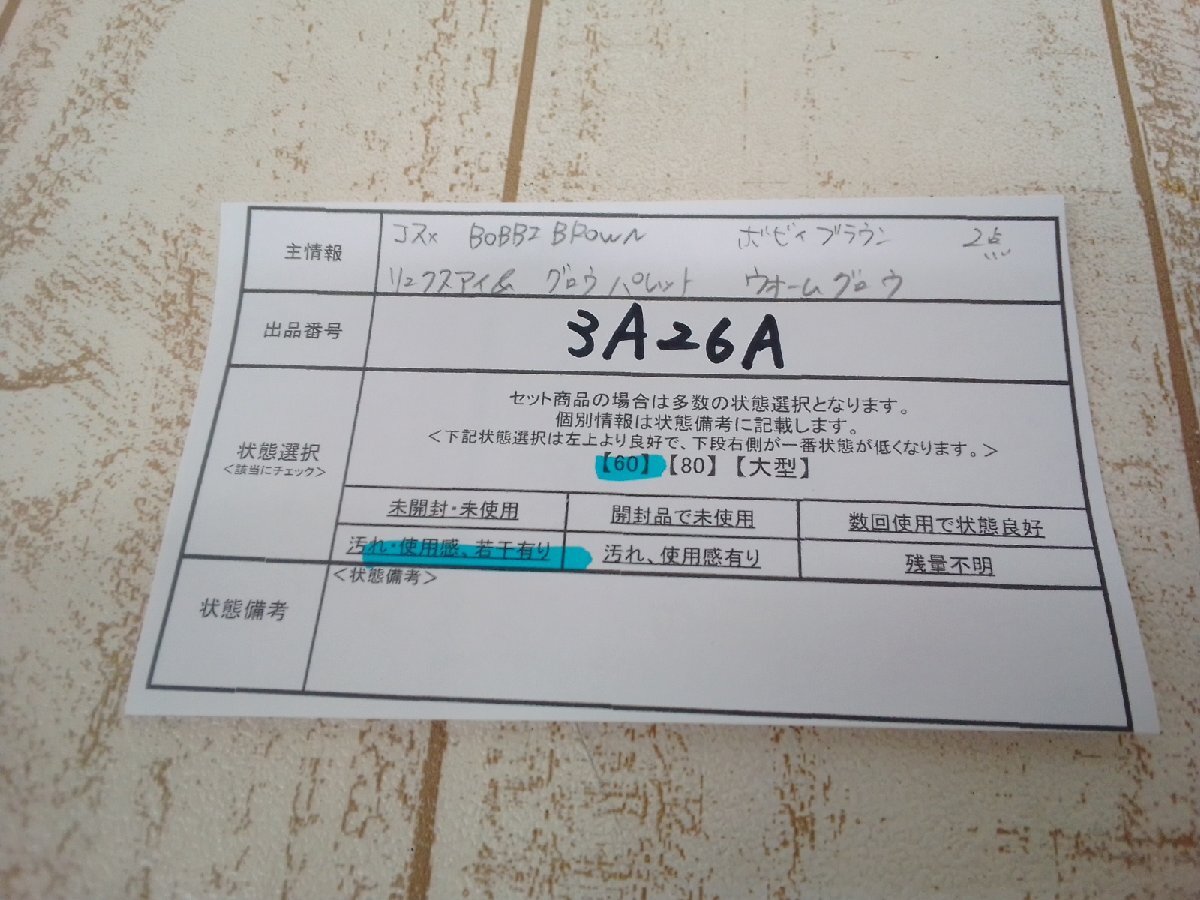 主情報
コスメ BOBBI BROWN ボビィブラウン 2点
リュクスアイ& グロウパレット ウォームグロウ
出品番号
3A26A
状態選択
<該当にチェック>
セット商品の場合は多数の状態選択となります。
個別情報は状態備考に記載します。
<下記状態選択は左上より良好で、下段右側が一番状態が低くなります。>
【60】【80】【大型】
未開封・未使用 開封品で未使用 数回使用で状態良好
汚れ・使用感、若干有り 汚れ、使用感有り 残量不明
状態備考
<状態備考>